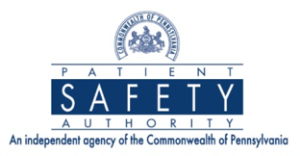 COMMONWEALTH OF PENNSYLVANIA
PATIENT
SAFETY
AUTHORITY
An independent agency of the Commonwealth of Pennsylvania